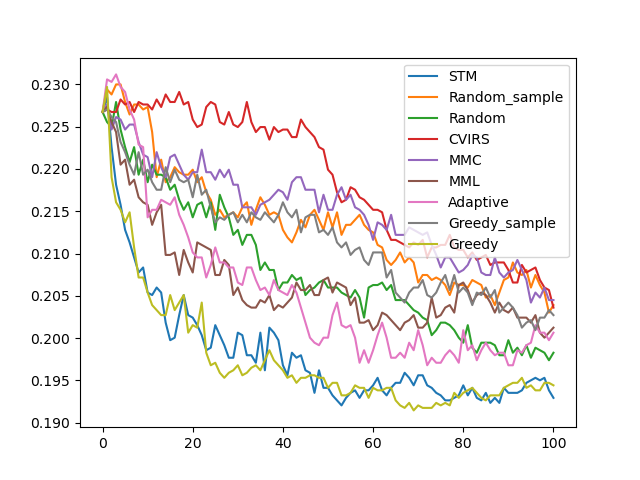 0.230
0.225
0.220
0.215
0.210
0.205
0.200
0.195
0.190
0
20
40
60
80
100
STM
Random_sample
Random
CVIRS
MMC
MML
Adaptive
Greedy_sample
Greedy